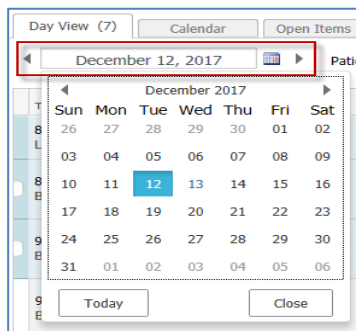 Day View (7) Calendar Open Items
December 12, 2017 Pati
December 2017
Sun Mon Tue Wed Thu Fri Sat
26 27 28 29 30 01 02
03 04 05 06 07 08 09
10 11 12 13 14 15 16
17 18 19 20 21 22 23
24 25 26 27 28 29 30
31 01 02 03 04 05 06
Today Close